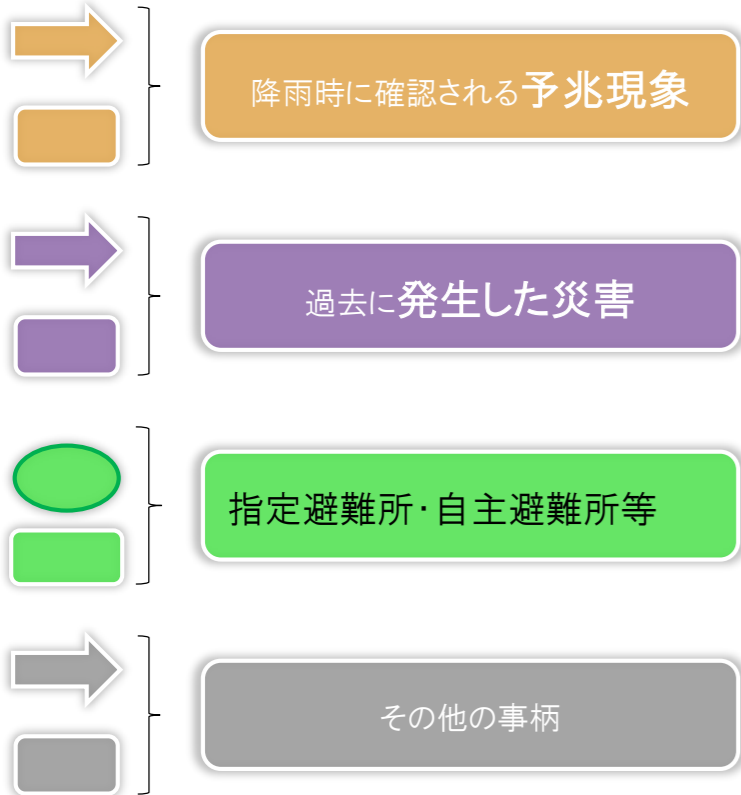 降雨時に確認される予兆現象
過去に発生した災害
指定避難所・自主避難所等
その他の事柄